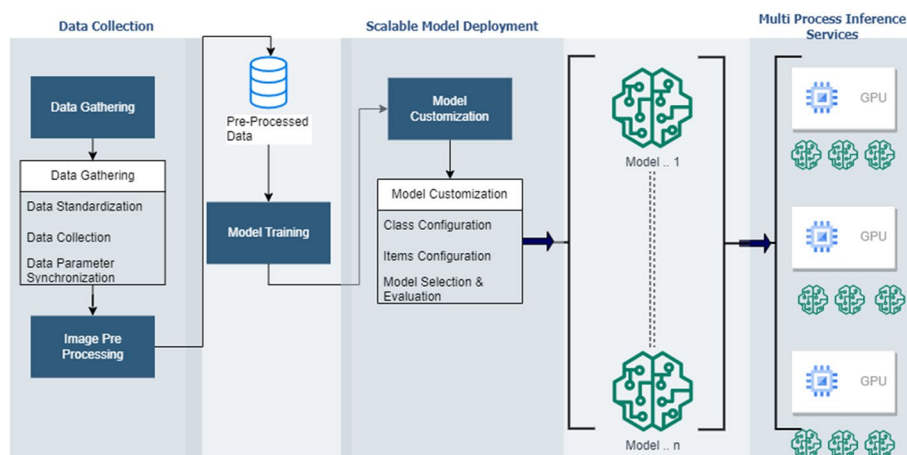 Data Collection
Scalable Model Deployment
Multi Process Inference
Services
Data Gathering
Data Gathering
Data Standardization
Data Collection
Data Parameter
Synchronization
Image Pre
Processing
Pre-Processed
Data
Model Training
Model
Customization
Model Customization
Class Configuration
Items Configuration
Model Selection &
Evaluation
Model .. 1
Model .. n
GPU
GPU
GPU